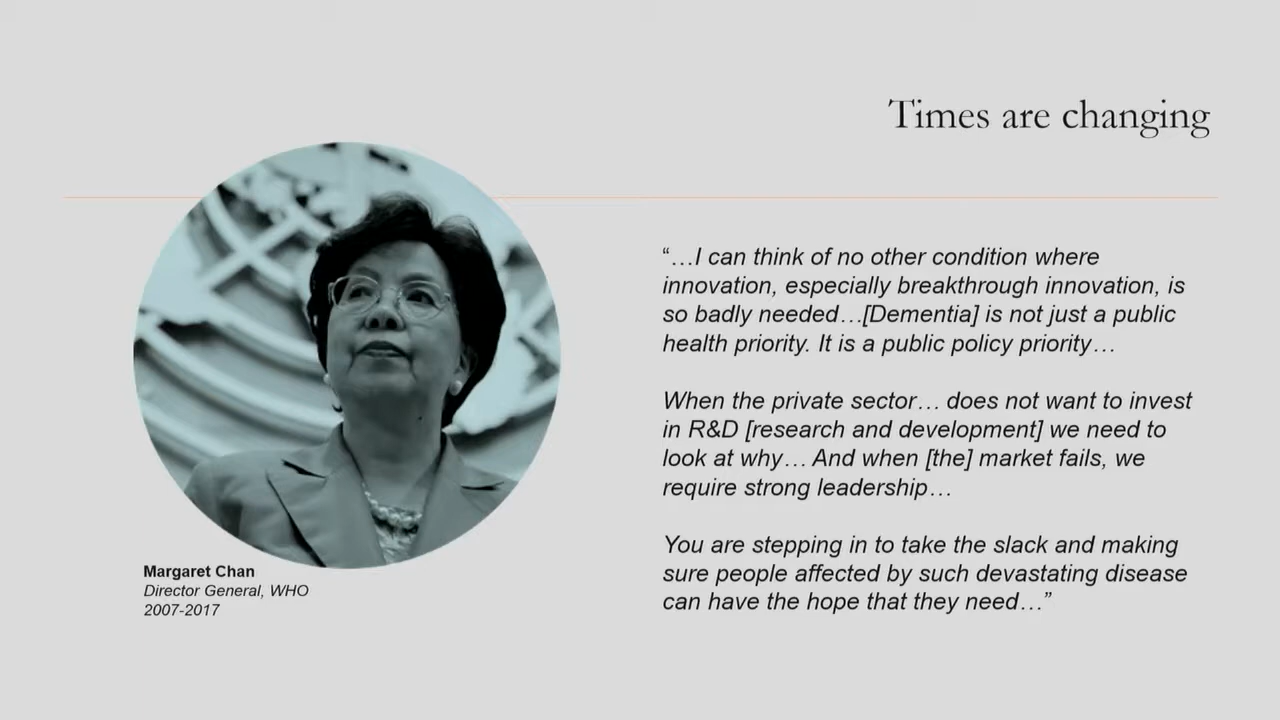 Times are changing
“…I can think of no other condition where
innovation, especially breakthrough innovation, is
so badly needed…[Dementia] is not just a public
health priority. It is a public policy priority…
When the private sector… does not want to invest
in R&D [research and development] we need to
look at why… And when [the] market fails, we
require strong leadership…
You are stepping in to take the slack and making
sure people affected by such devastating disease
can have the hope that they need…”
Margaret Chan
Director General, WHO
2007-2017